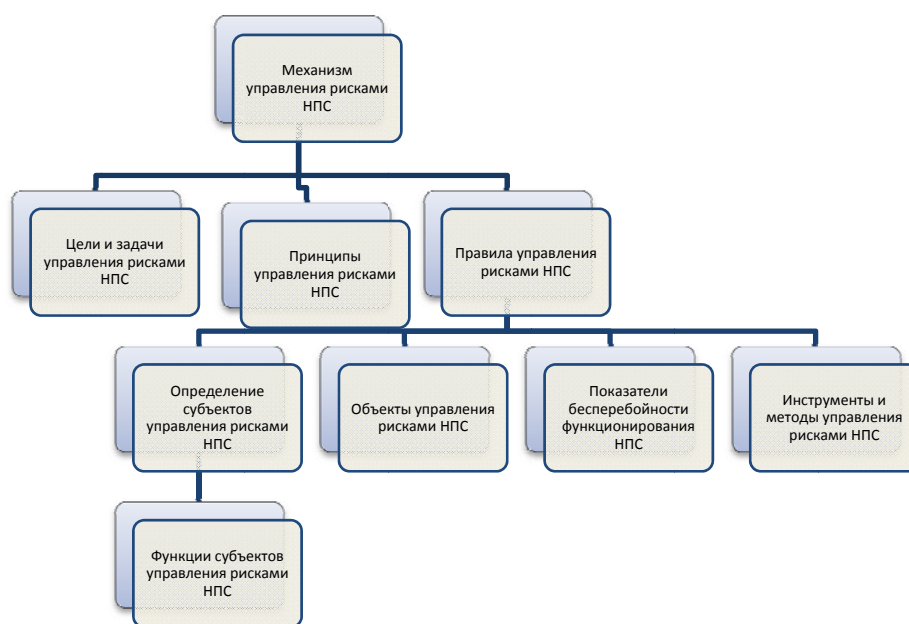 Механизм
управления рисками
НПС
Цели и задачи
управления рисками
НПС
Принципы
управления рисками
НПС
Правила управления
рисками НПС
Определение
субъектов
управления рисками
НПС
Объекты управления
рисками НПС
Показатели
бесперебойности
функционирования
НПС
Инструменты и
методы управления
рисками НПС
Функции субъектов
управления рисками
НПС